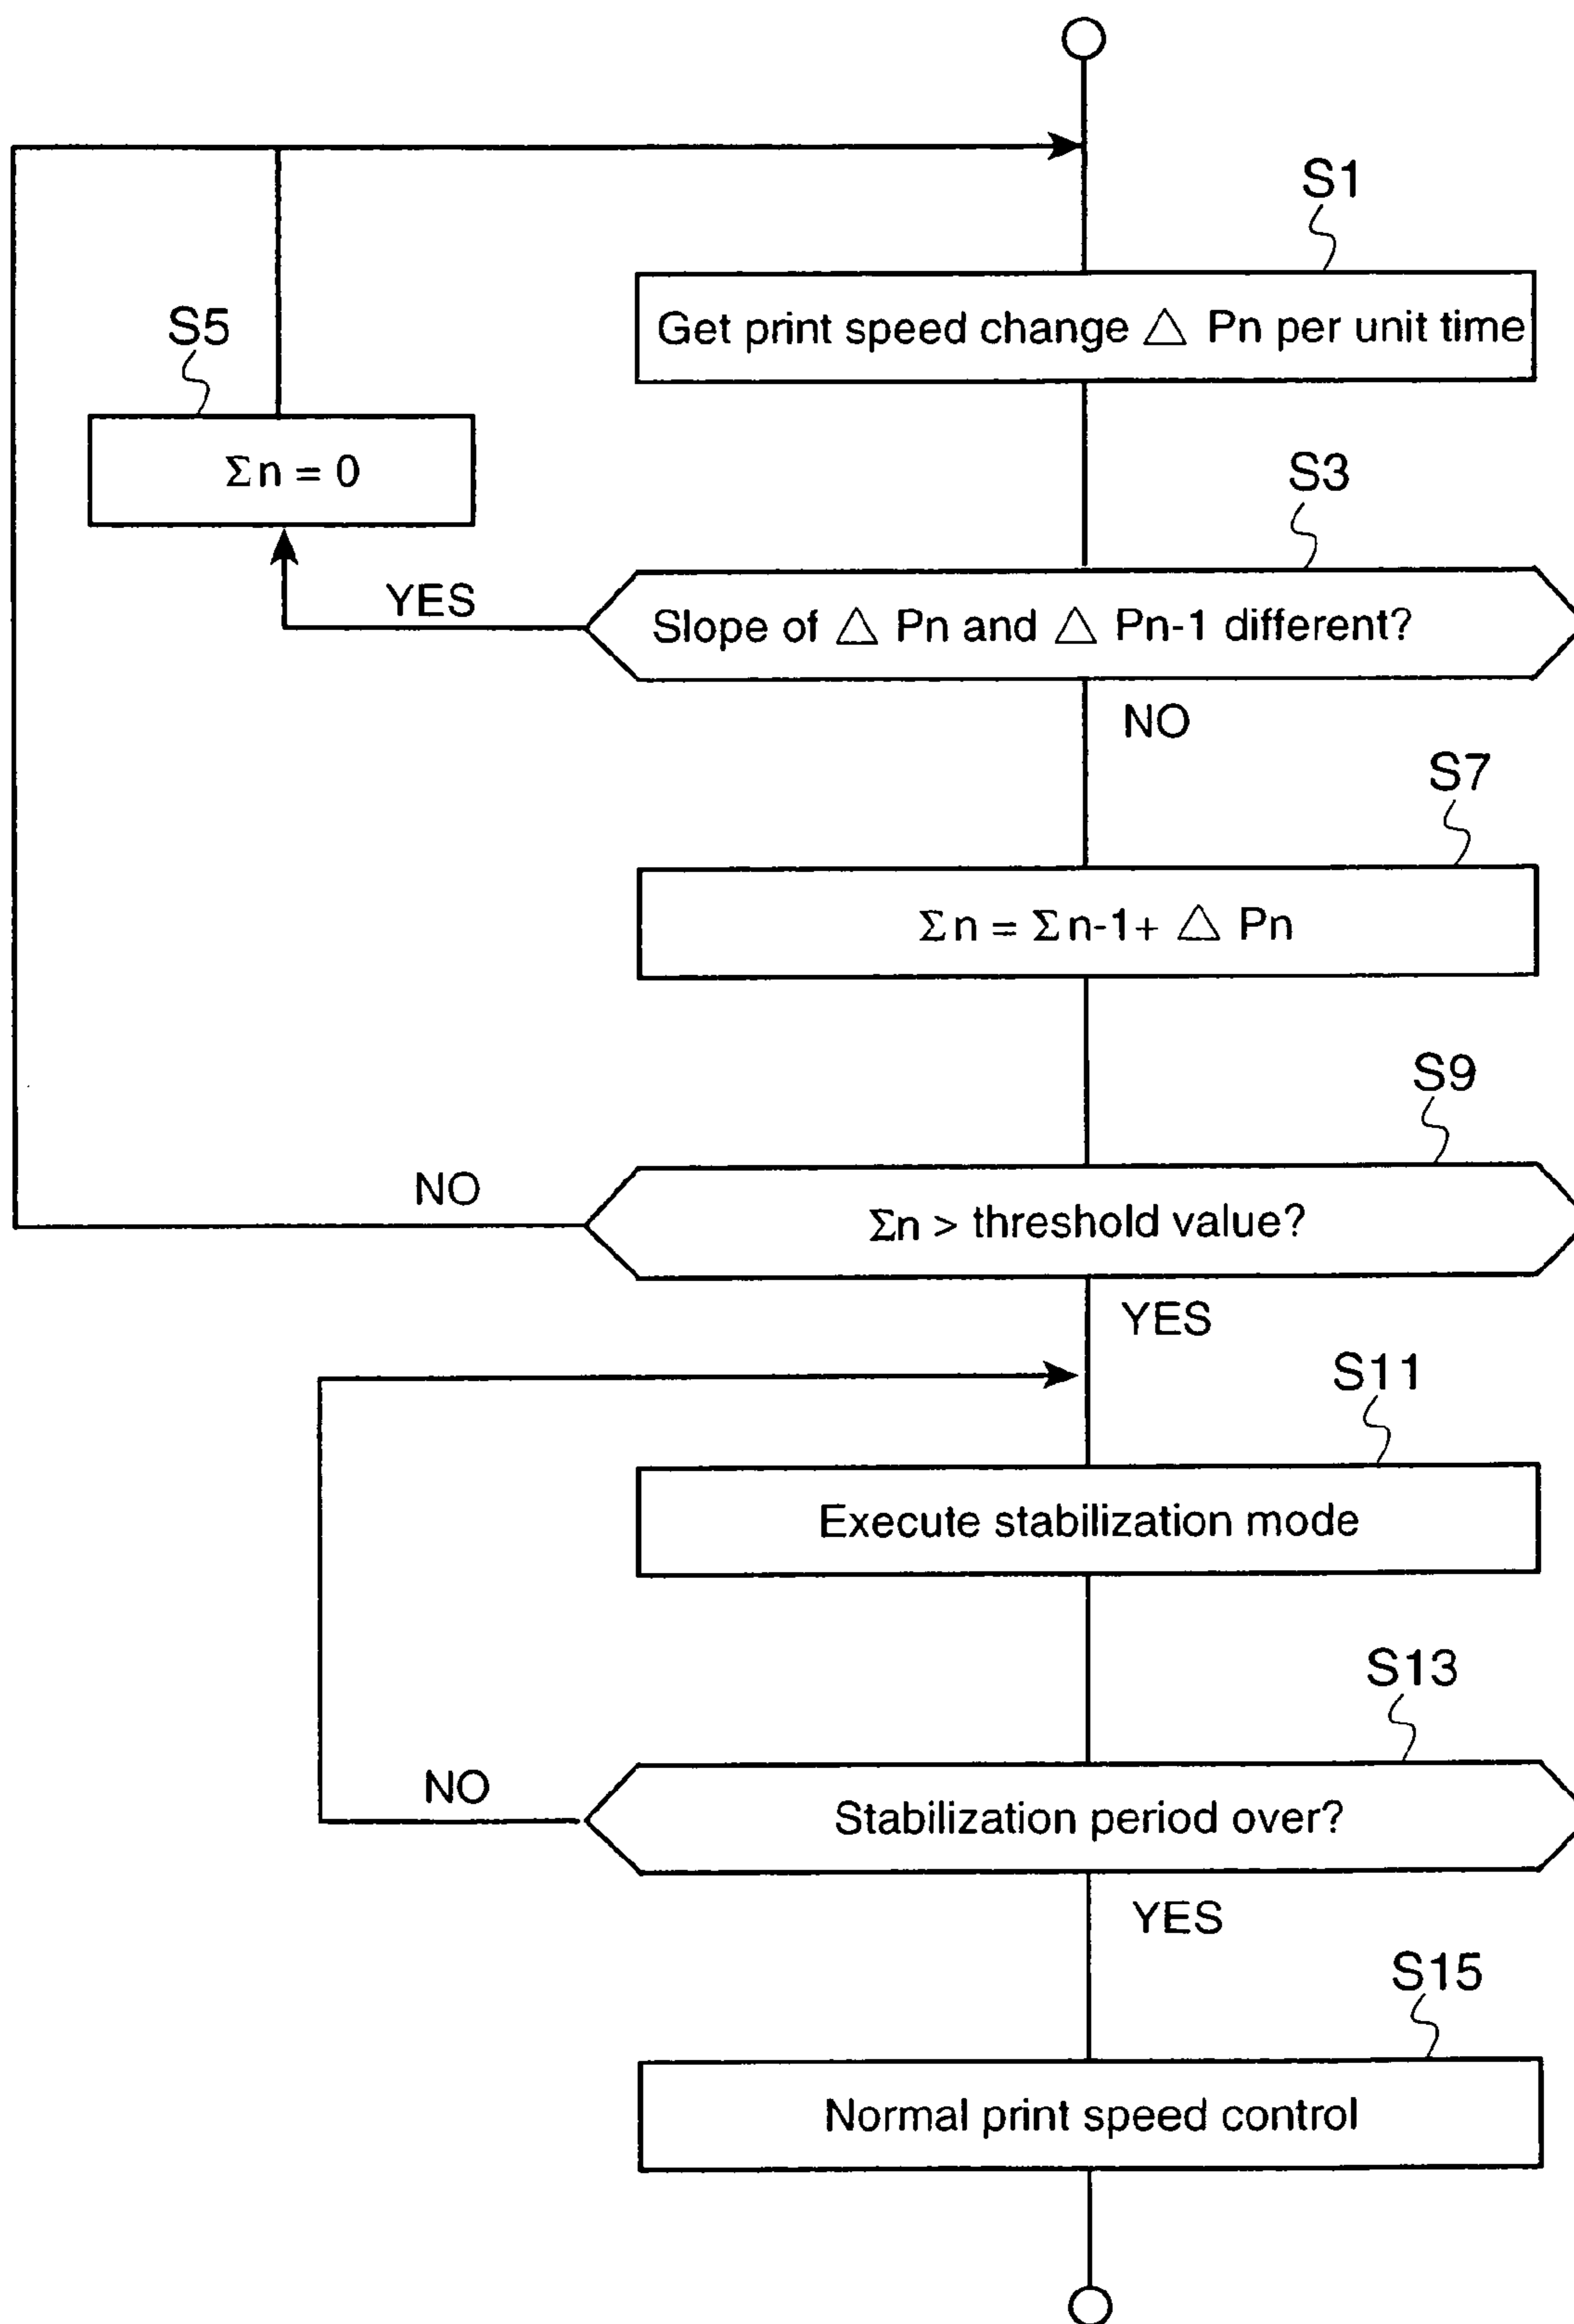 S1
Get print speed change △ Pn per unit time
S5
Σn = 0
S3
YES
Slope of △ Pn and △ Pn-1 different?
NO
S7
Σn = Σn-1+ △ Pn
S9
NO
Σn > threshold value?
YES
S11
Execute stabilization mode
S13
NO
Stabilization period over?
YES
S15
Normal print speed control